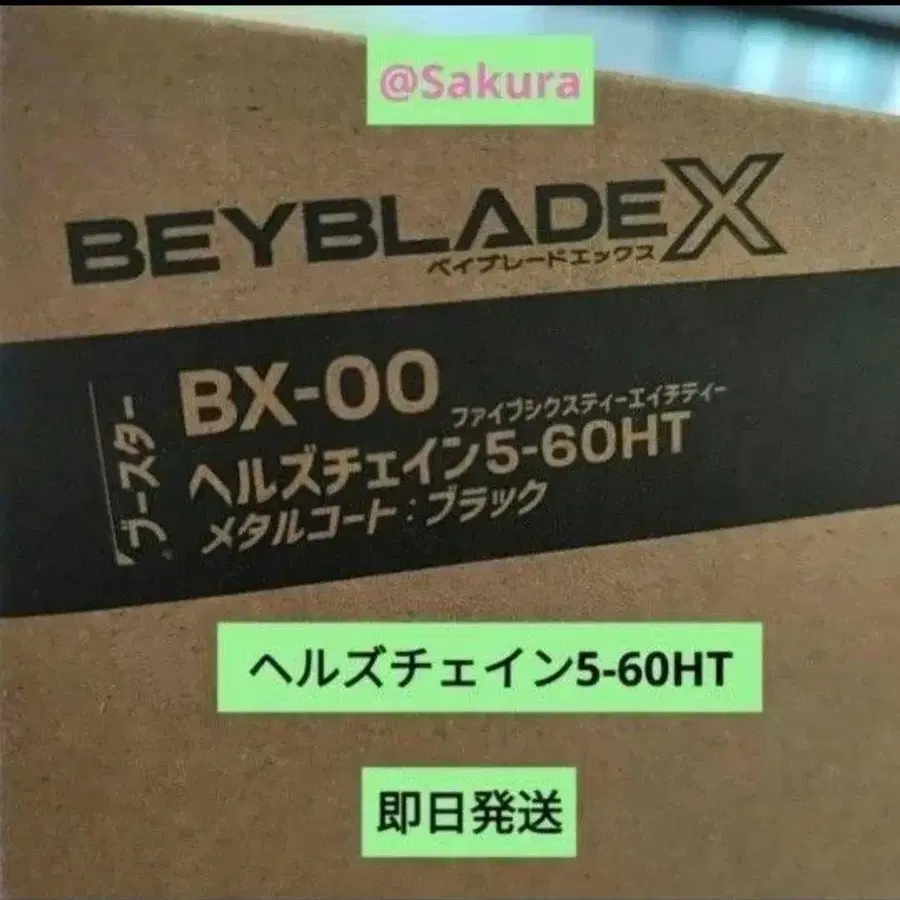 @Sakura
BEYBLADE X
ベイブレードエックス
ブースター
BX-00
ファイブシクスティーエイチティー
ヘルズチェイン5-60HT
メタルコート:ブラック
ヘルズチェイン5-60HT
即日発送